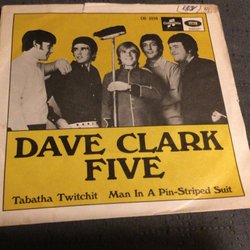 DAVE CLARK
FIVE
Tabatha Twitchit Man In A Pin-Striped Suit